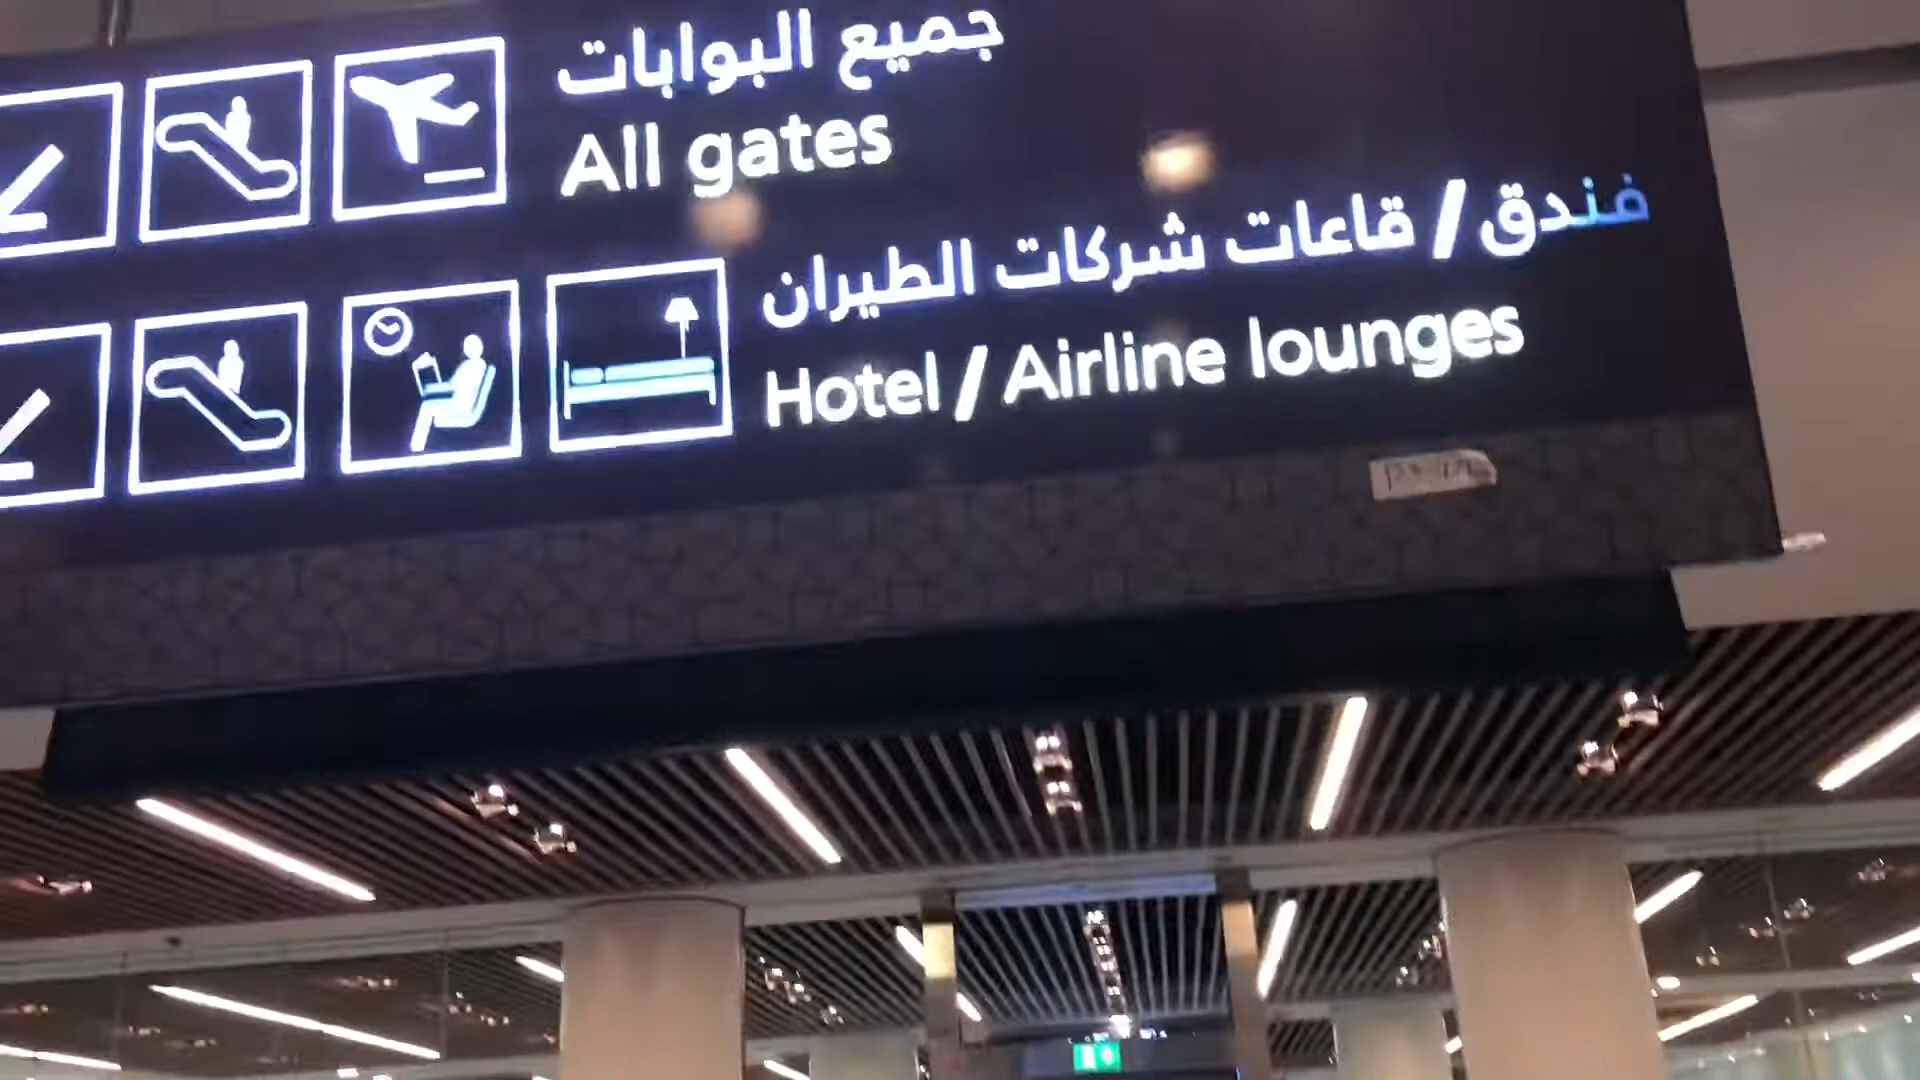 جميع البوابات
All gates
فندق / قاعات شركات الطيران
Hotel / Airline lounges